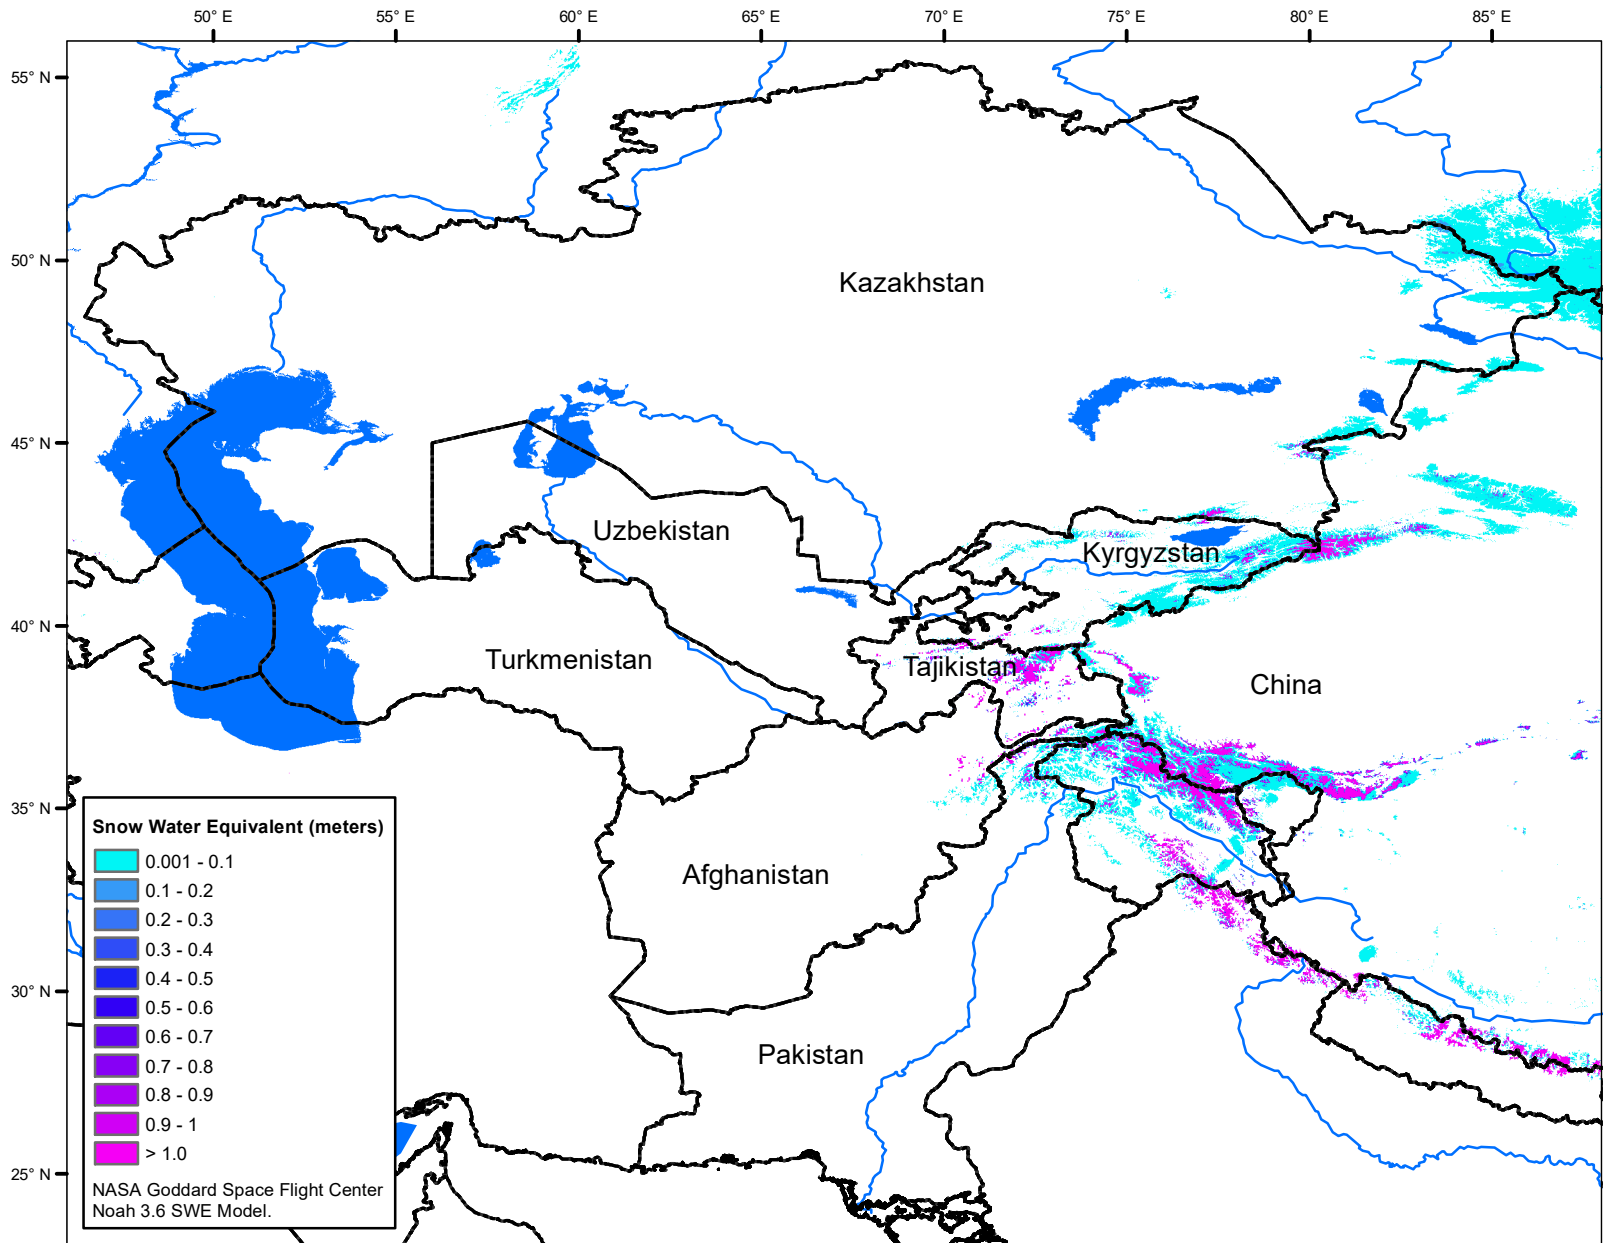 50° E 55° E 60° E 65° E 70° E 75° E 80° E 85° E
55° N
50° N
Kazakhstan
45° N
Uzbekistan
Kyrgyzstan
40° N
Turkmenistan
Tajikistan
China
35° N
Afghanistan
30° N
Pakistan
25° N
Snow Water Equivalent (meters)
0.001 - 0.1
0.1 - 0.2
0.2 - 0.3
0.3 - 0.4
0.4 - 0.5
0.5 - 0.6
0.6 - 0.7
0.7 - 0.8
0.8 - 0.9
0.9 - 1
> 1.0
NASA Goddard Space Flight Center
Noah 3.6 SWE Model.